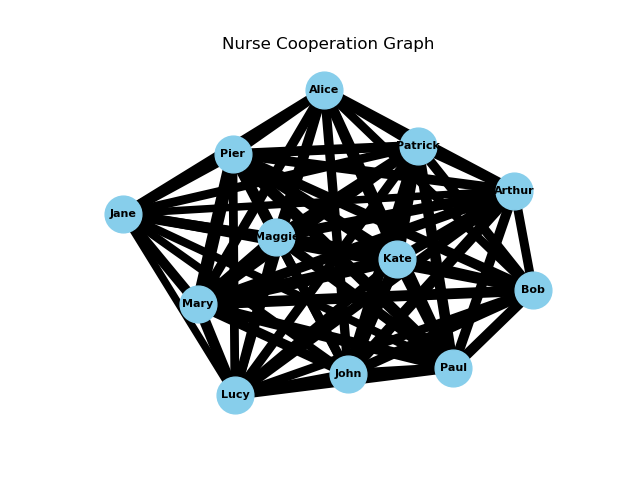 Nurse Cooperation Graph
Alice
Patrick
Pier
Arthur
Jane
Maggie
Kate
Bob
Mary
Paul
John
Lucy